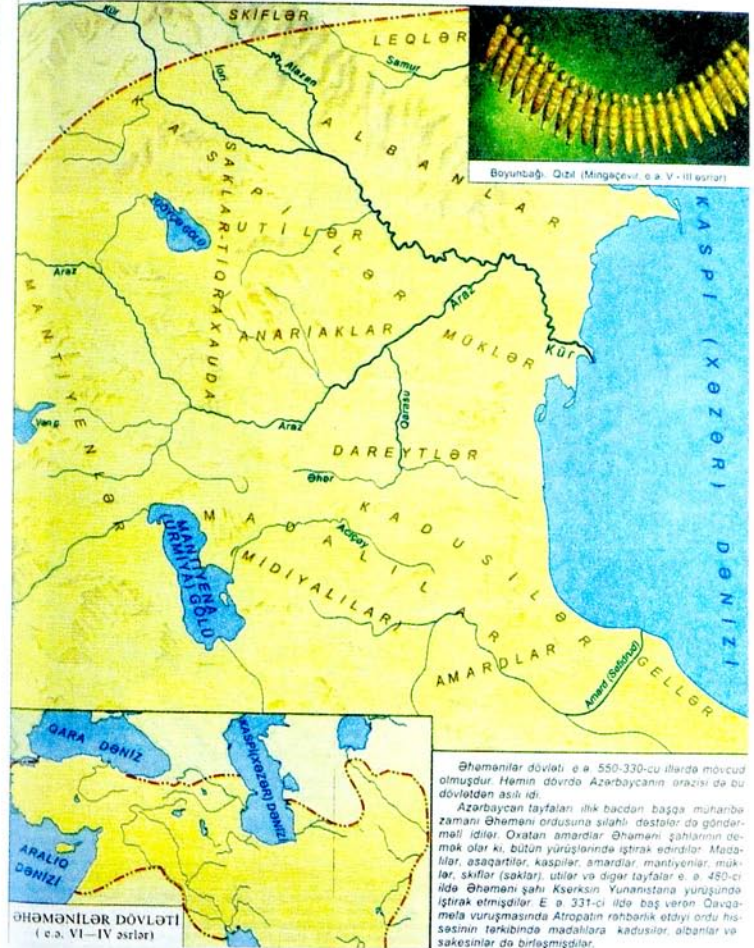 SKİFLƏR
LEQLƏR
Kür
İori
Alazan
Samur
Boyunbağı. Qızıl (Mingəçevir, e.ə. V - III əsrlər)
KASPİLƏR
ALBANLAR
SAKLAR-TİQRAXAUDA
GÖYÇƏ GÖLÜ
UTİLƏR
Araz
Araz
MANTİYENLƏR
ANARİAKLAR
MÜKLƏR
Kür
KASPİ (XƏZƏR) DƏNİZİ
Araz
Qarasu
DAREYTLƏR
Əhər
MANTİYENA
(URMİYA) GÖLÜ
MADALILAR
(MİDİYALILAR)
Acıçay
KADUSİLƏR
AMARDLAR
Amard (Səfidrud)
GELLƏR
QARA DƏNİZ
KASPİ(XƏZƏR) DƏNİZİ
ARALIQ
DƏNİZİ
ƏHƏMƏNİLƏR DÖVLƏTİ
( e.ə. VI—IV əsrlər)
Əhəmənilər dövləti e.ə. 550-330-cu illərdə mövcud
olmuşdur. Həmin dövrdə Azərbaycanın ərazisi də bu
dövlətdən asılı idi.
Azərbaycan tayfaları illik bacdan başqa müharibə
zamanı Əhəməni ordusuna silahlı dəstələr də göndər-
məli idilər. Oxatan amardlar Əhəməni şahlarının de-
mək olar ki, bütün yürüşlərində iştirak edirdilər. Mada-
lılar, asaqartilər, kaspilər, amardlar, mantiyenlər, mük-
lər, skiflər (saklar), utilər və digər tayfalar e. ə. 480-ci
ildə Əhəməni şahı Kserksin Yunanıstana yürüşündə
iştirak etmişdilər. E. ə. 331-ci ildə baş verən Qavqa-
mela vuruşmasında Atropatın rəhbərlik etdiyi ordu his-
səsinin tərkibində madalılara kadusilər, albanlar və
sakesinlər də birləşmişdilər.